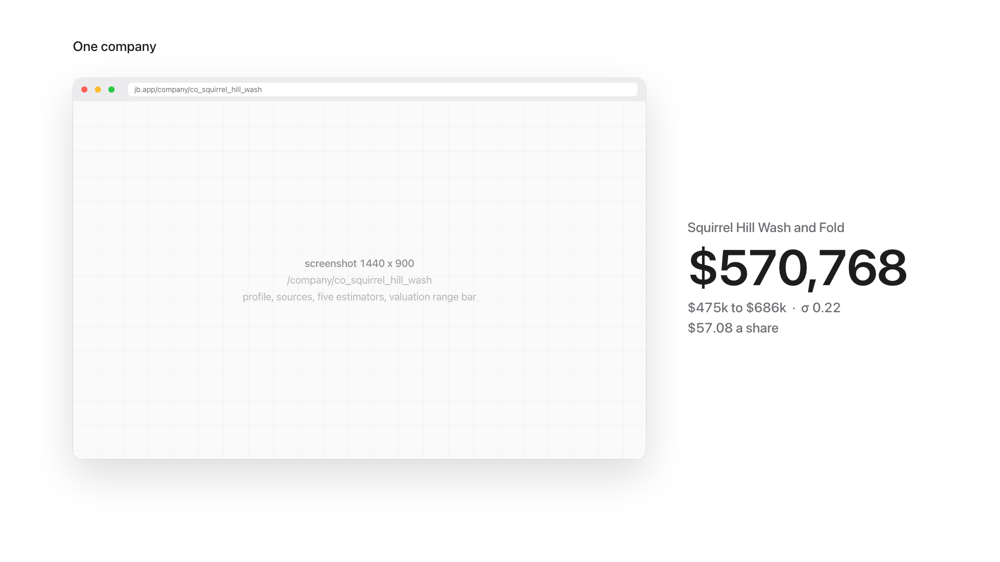 One company
jb.app/company/co_squirrel_hill_wash
screenshot 1440 x 900
/company/co_squirrel_hill_wash
profile, sources, five estimators, valuation range bar
Squirrel Hill Wash and Fold
$570,768
$475k to $686k · σ 0.22
$57.08 a share